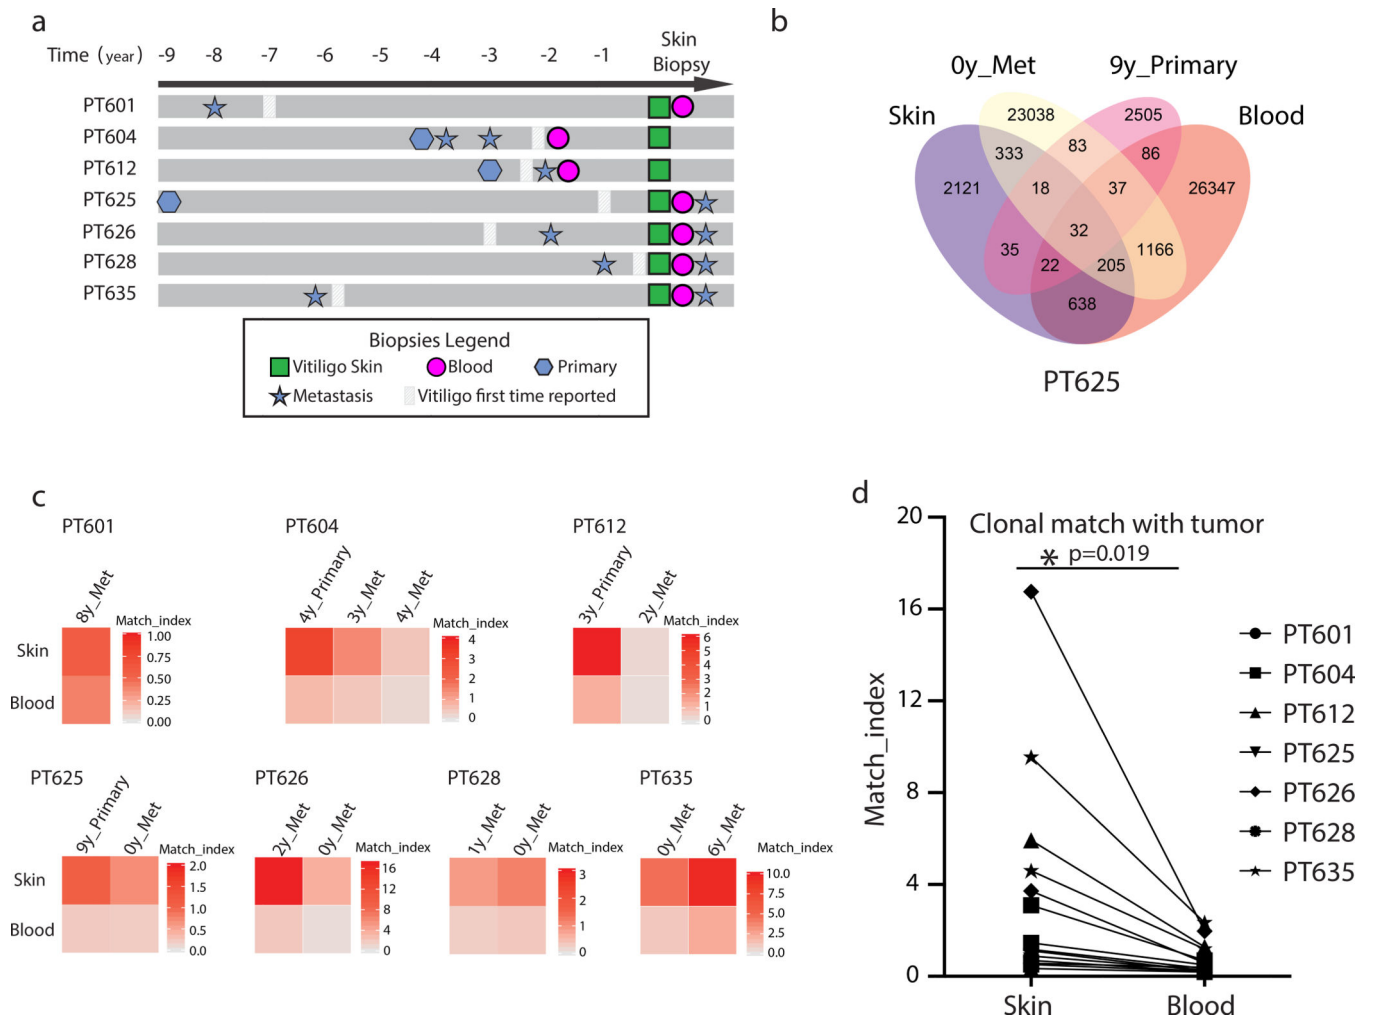 a
Time (year) -9 -8 -7 -6 -5 -4 -3 -2 -1 Skin Biopsy
PT601
PT604
PT612
PT625
PT626
PT628
PT635
Biopsies Legend
Vitiligo Skin Blood Primary
Metastasis Vitiligo first time reported
b
0y_Met 9y_Primary
Skin Blood
23038 2505
333 83 86
2121 18 37 26347
32
35 22 205 1166
638
PT625
c
PT601
8y_Met
Match_index
1.00
0.75
0.50
0.25
0.00
Skin
Blood
PT604
4y_Primary 3y_Met 4y_Met
Match_index
4
3
2
1
0
PT612
3y_Primary 2y_Met
Match_index
6
5
4
3
2
1
0
PT625
9y_Primary 0y_Met
Match_index
2.0
1.5
1.0
0.5
0.0
Skin
Blood
PT626
2y_Met 0y_Met
Match_index
16
12
8
4
0
PT628
1y_Met 0y_Met
Match_index
3
2
1
0
PT635
0y_Met 6y_Met
Match_index
10.0
7.5
5.0
2.5
0.0
d
Clonal match with tumor
* p=0.019
Match_index
20
16
12
8
4
0
Skin Blood
PT601
PT604
PT612
PT625
PT626
PT628
PT635